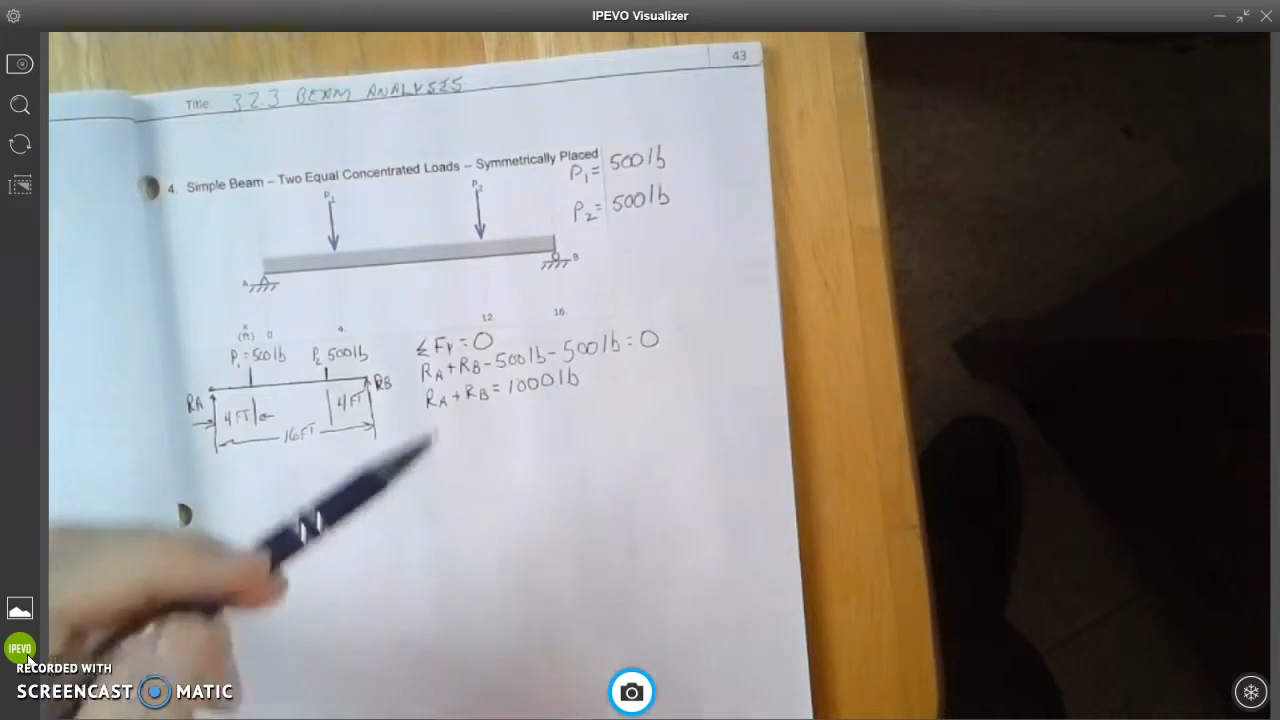 IPEVO Visualizer
43
Title: 3.2.3 BEAM ANALYSIS
4. Simple Beam – Two Equal Concentrated Loads – Symmetrically Placed
P1 = 500 lb
P2 = 500 lb
P1
P2
A
B
x
(ft) 0 4 12 16
P1 = 500 lb P2 500 lb
RA RB
4 FT 4 FT
16 FT
ΣFY = 0
RA + RB - 500 lb - 500 lb = 0
RA + RB = 1000 lb
IPEVO
RECORDED WITH
SCREENCAST MATIC